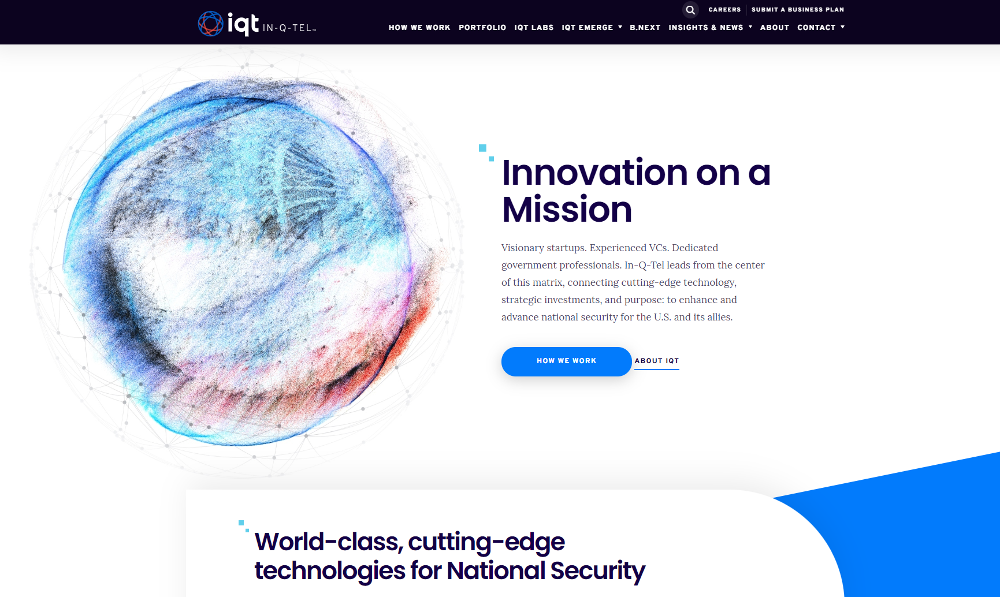 iqt IN-Q-TEL™
CAREERS
SUBMIT A BUSINESS PLAN
HOW WE WORK
PORTFOLIO
IQT LABS
IQT EMERGE
B.NEXT
INSIGHTS & NEWS
ABOUT
CONTACT
Innovation on a
Mission
Visionary startups. Experienced VCs. Dedicated
government professionals. In-Q-Tel leads from the center
of this matrix, connecting cutting-edge technology,
strategic investments, and purpose: to enhance and
advance national security for the U.S. and its allies.
HOW WE WORK
ABOUT IQT
World-class, cutting-edge
technologies for National Security